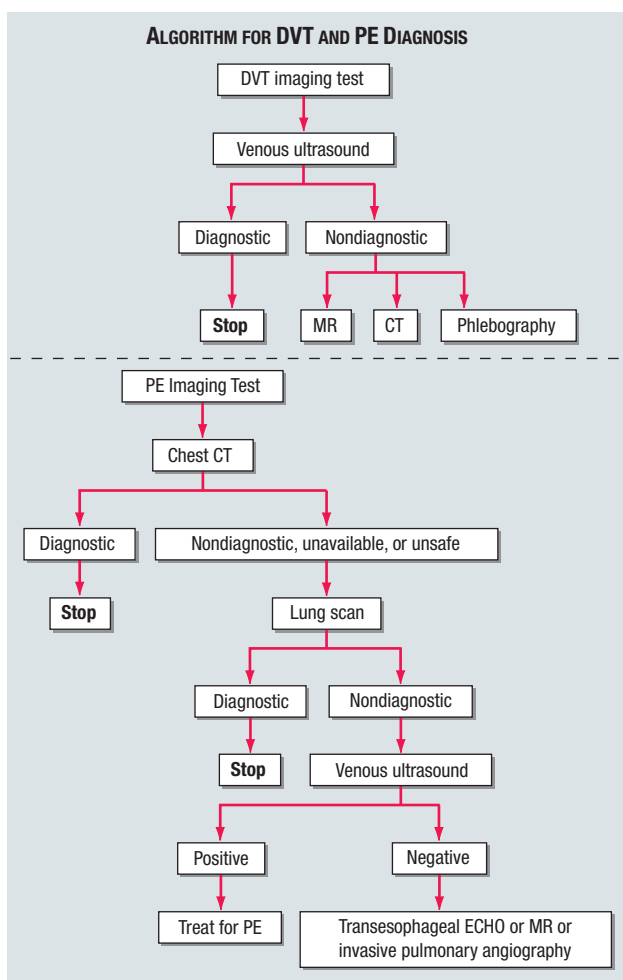 ALGORITHM FOR DVT AND PE DIAGNOSIS
DVT imaging test
Venous ultrasound
Diagnostic
Nondiagnostic
Stop
MR
CT
Phlebography
PE Imaging Test
Chest CT
Diagnostic
Nondiagnostic, unavailable, or unsafe
Stop
Lung scan
Diagnostic
Nondiagnostic
Stop
Venous ultrasound
Positive
Negative
Treat for PE
Transesophageal ECHO or MR or
invasive pulmonary angiography